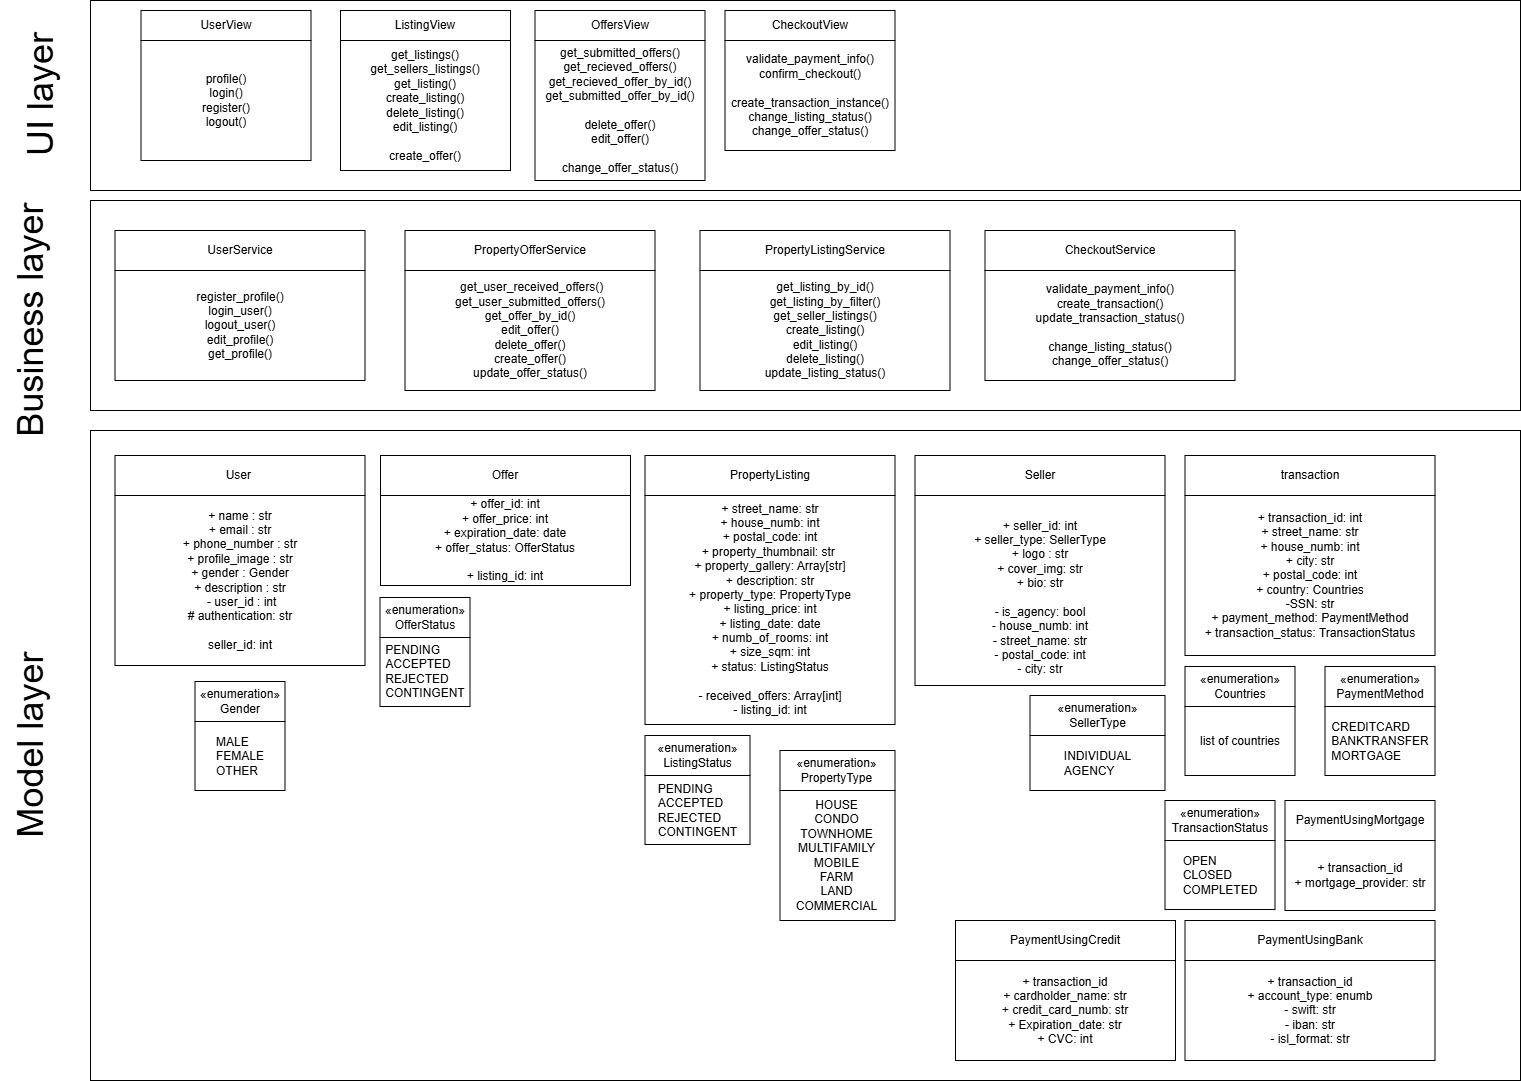 UI layer
UserView
profile()
login()
register()
logout()
ListingView
get_listings()
get_sellers_listings()
get_listing()
create_listing()
delete_listing()
edit_listing()
create_offer()
OffersView
get_submitted_offers()
get_recieved_offers()
get_recieved_offer_by_id()
get_submitted_offer_by_id()
delete_offer()
edit_offer()
change_offer_status()
CheckoutView
validate_payment_info()
confirm_checkout()
create_transaction_instance()
change_listing_status()
change_offer_status()
Business layer
UserService
register_profile()
login_user()
logout_user()
edit_profile()
get_profile()
PropertyOfferService
get_user_received_offers()
get_user_submitted_offers()
get_offer_by_id()
edit_offer()
delete_offer()
create_offer()
update_offer_status()
PropertyListingService
get_listing_by_id()
get_listing_by_filter()
get_seller_listings()
create_listing()
edit_listing()
delete_listing()
update_listing_status()
CheckoutService
validate_payment_info()
create_transaction()
update_transaction_status()
change_listing_status()
change_offer_status()
Model layer
User
+ name : str
+ email : str
+ phone_number : str
+ profile_image : str
+ gender : Gender
+ description : str
- user_id : int
# authentication: str
seller_id: int
«enumeration»
Gender
MALE
FEMALE
OTHER
Offer
+ offer_id: int
+ offer_price: int
+ expiration_date: date
+ offer_status: OfferStatus
+ listing_id: int
«enumeration»
OfferStatus
PENDING
ACCEPTED
REJECTED
CONTINGENT
PropertyListing
+ street_name: str
+ house_numb: int
+ postal_code: int
+ property_thumbnail: str
+ property_gallery: Array[str]
+ description: str
+ property_type: PropertyType
+ listing_price: int
+ listing_date: date
+ numb_of_rooms: int
+ size_sqm: int
+ status: ListingStatus
- received_offers: Array[int]
- listing_id: int
«enumeration»
ListingStatus
PENDING
ACCEPTED
REJECTED
CONTINGENT
«enumeration»
PropertyType
HOUSE
CONDO
TOWNHOME
MULTIFAMILY
MOBILE
FARM
LAND
COMMERCIAL
Seller
+ seller_id: int
+ seller_type: SellerType
+ logo : str
+ cover_img: str
+ bio: str
- is_agency: bool
- house_numb: int
- street_name: str
- postal_code: int
- city: str
«enumeration»
SellerType
INDIVIDUAL
AGENCY
transaction
+ transaction_id: int
+ street_name: str
+ house_numb: int
+ city: str
+ postal_code: int
+ country: Countries
-SSN: str
+ payment_method: PaymentMethod
+ transaction_status: TransactionStatus
«enumeration»
Countries
list of countries
«enumeration»
PaymentMethod
CREDITCARD
BANKTRANSFER
MORTGAGE
«enumeration»
TransactionStatus
OPEN
CLOSED
COMPLETED
PaymentUsingMortgage
+ transaction_id
+ mortgage_provider: str
PaymentUsingCredit
+ transaction_id
+ cardholder_name: str
+ credit_card_numb: str
+ Expiration_date: str
+ CVC: int
PaymentUsingBank
+ transaction_id
+ account_type: enumb
- swift: str
- iban: str
- isl_format: str